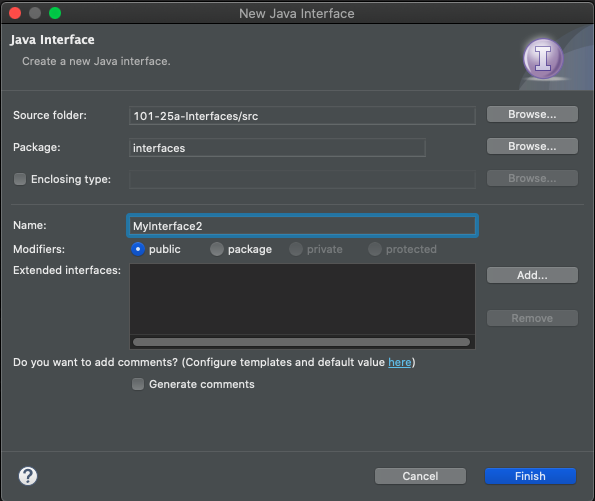 New Java Interface
Java Interface
Create a new Java interface.
I
Source folder: 101-25a-Interfaces/src Browse...
Package: interfaces Browse...
Enclosing type: Browse...
Name: MyInterface2
Modifiers: public package private protected
Extended interfaces: Add...
Remove
Do you want to add comments? (Configure templates and default value here)
Generate comments
? Cancel Finish